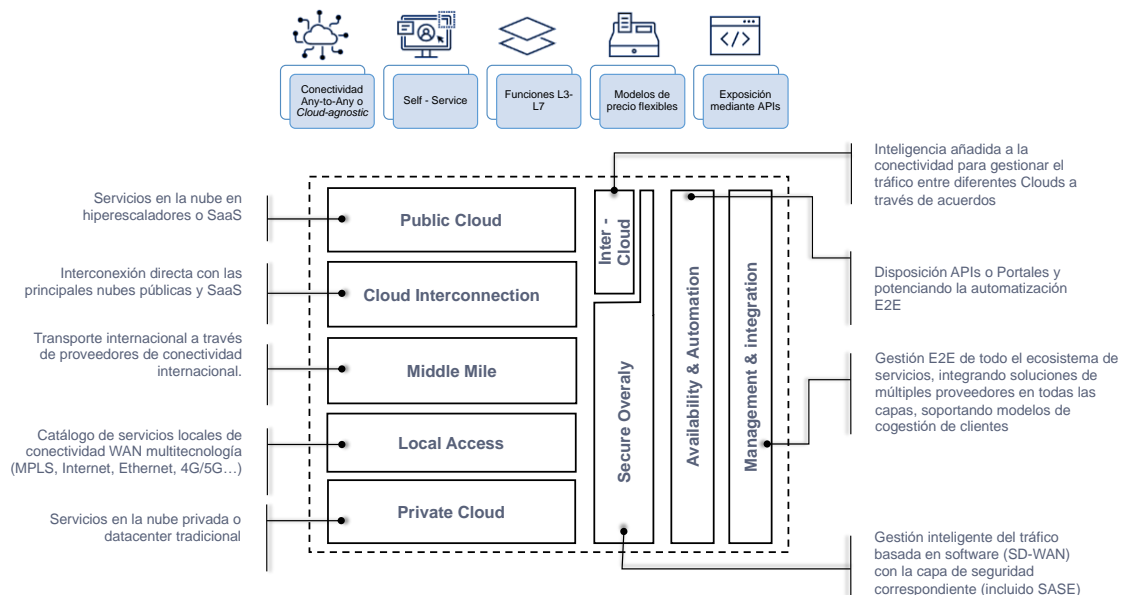 Conectividad
Any-to-Any o
Cloud-agnostic
Self - Service
Funciones L3-
L7
Modelos de
precio flexibles
Exposición
mediante APIs
Servicios en la nube en
hiperescaladores o SaaS
Interconexión directa con las
principales nubes públicas y SaaS
Transporte internacional a través
de proveedores de conectividad
internacional.
Catálogo de servicios locales de
conectividad WAN multitecnología
(MPLS, Internet, Ethernet, 4G/5G…)
Servicios en la nube privada o
datacenter tradicional
Public Cloud
Cloud Interconnection
Middle Mile
Local Access
Private Cloud
Inter -
Cloud
Secure Overaly
Availability & Automation
Management & integration
Inteligencia añadida a la
conectividad para gestionar el
tráfico entre diferentes Clouds a
través de acuerdos
Disposición APIs o Portales y
potenciando la automatización
E2E
Gestión E2E de todo el ecosistema de
servicios, integrando soluciones de
múltiples proveedores en todas las
capas, soportando modelos de
cogestión de clientes
Gestión inteligente del tráfico
basada en software (SD-WAN)
con la capa de seguridad
correspondiente (incluido SASE)